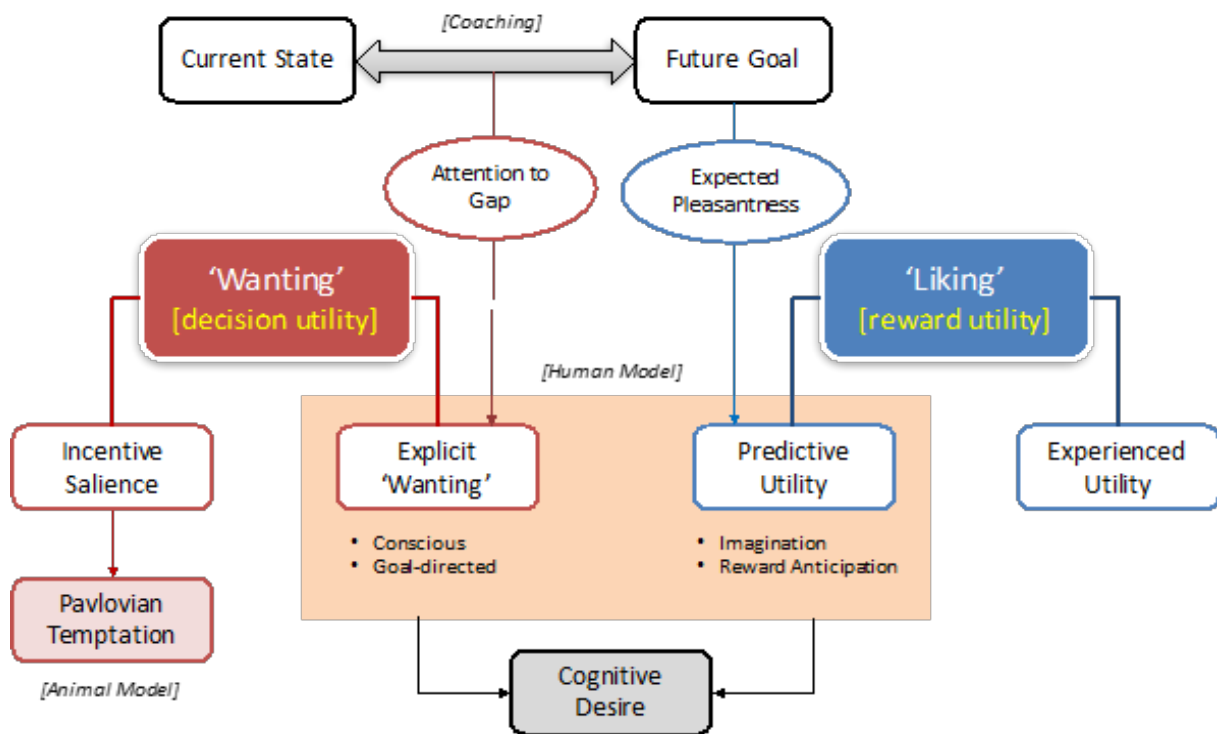 [Coaching]
Current State
Future Goal
Attention to
Gap
Expected
Pleasantness
‘Wanting’
[decision utility]
‘Liking’
[reward utility]
[Human Model]
Incentive
Salience
Explicit
‘Wanting’
Predictive
Utility
Experienced
Utility
• Conscious
• Goal-directed
• Imagination
• Reward Anticipation
Pavlovian
Temptation
[Animal Model]
Cognitive
Desire